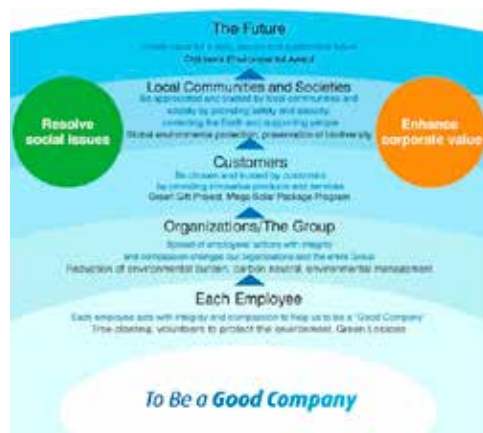 The Future
Children's Environmental Award
Local Communities and Societies
Be appreciated and trusted by local communities and
society by providing safety and security,
protecting the Earth and supporting people
Global environmental protection, preservation of biodiversity
Resolve
social issues
Enhance
corporate value
Customers
Be chosen and trusted by customers
by providing innovative products and services
Green Gift Project, Mega Solar Package Program
Organizations/The Group
Spread of employees' actions with integrity
and compassion changes our organizations and the entire Group
Reduction of environmental burden, carbon neutral, environmental management
Each Employee
Each employee acts with integrity and compassion to help us to be a "Good Company"
Tree planting, volunteers to protect the environment, Green Lessons
To Be a Good Company